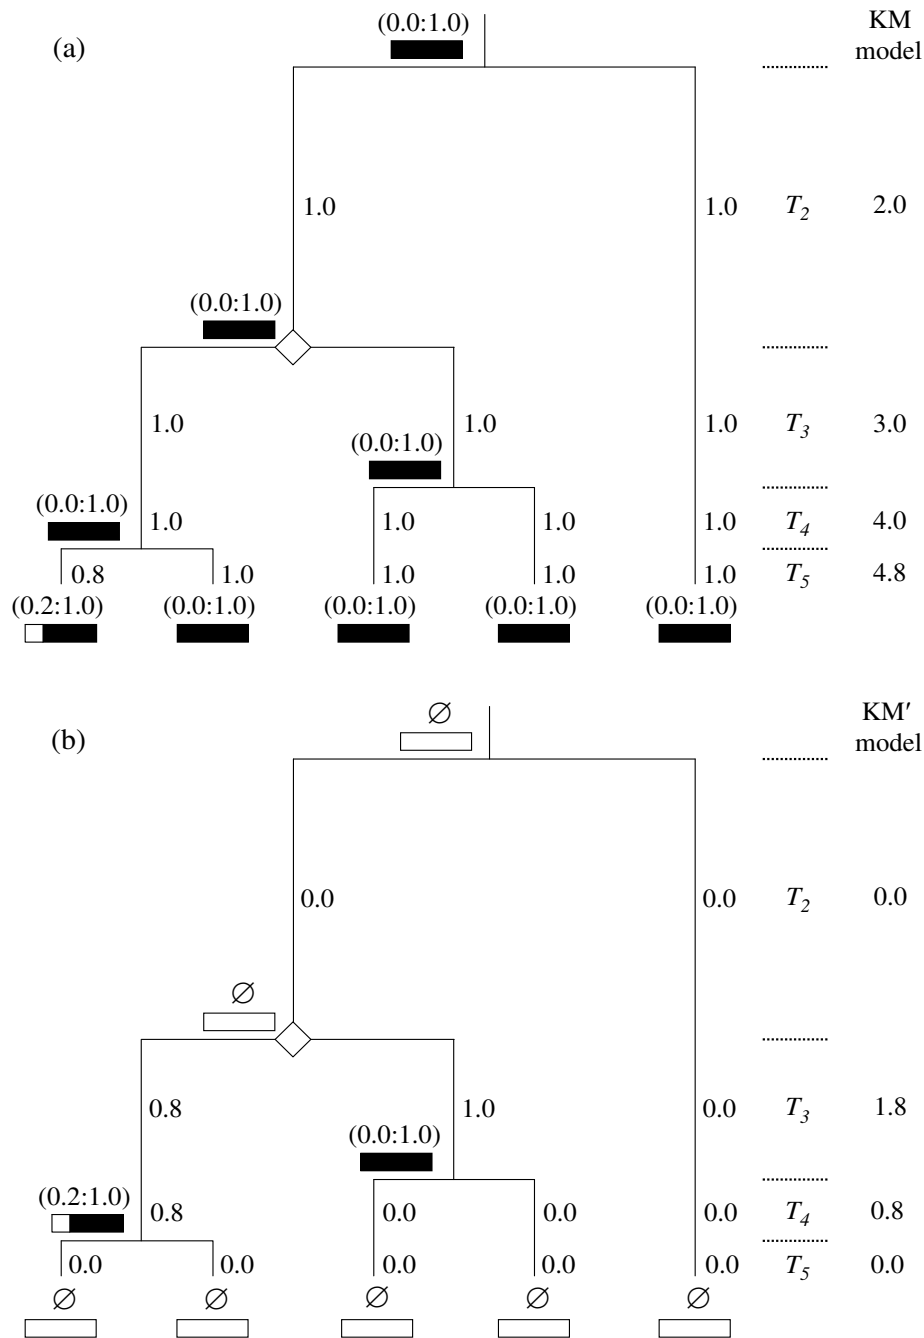 (a) (0.0:1.0) KM
model
1.0 1.0 T2 2.0
(0.0:1.0)
1.0 1.0 1.0 T3 3.0
(0.0:1.0)
(0.0:1.0) 1.0 1.0 1.0 1.0 T4 4.0
0.8 1.0 1.0 1.0 1.0 T5 4.8
(0.2:1.0) (0.0:1.0) (0.0:1.0) (0.0:1.0) (0.0:1.0)
(b) ∅ KM′
model
0.0 0.0 T2 0.0
∅
0.8 1.0 0.0 T3 1.8
(0.0:1.0)
(0.2:1.0) 0.8 0.0 0.0 0.0 T4 0.8
0.0 0.0 0.0 0.0 0.0 T5 0.0
∅ ∅ ∅ ∅ ∅